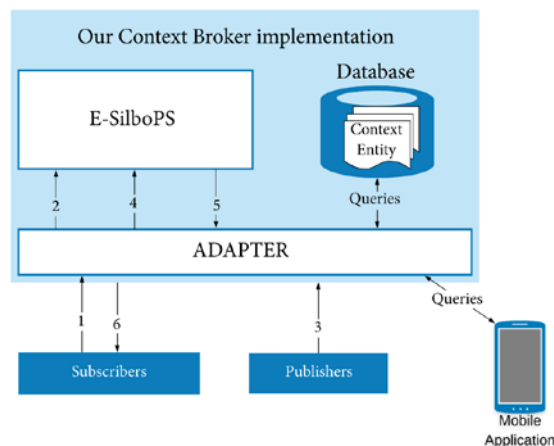 Our Context Broker implementation
Database
E-SilboPS
Context
Entity
2
4
5
Queries
ADAPTER
Queries
1
6
3
Subscribers
Publishers
Mobile
Application